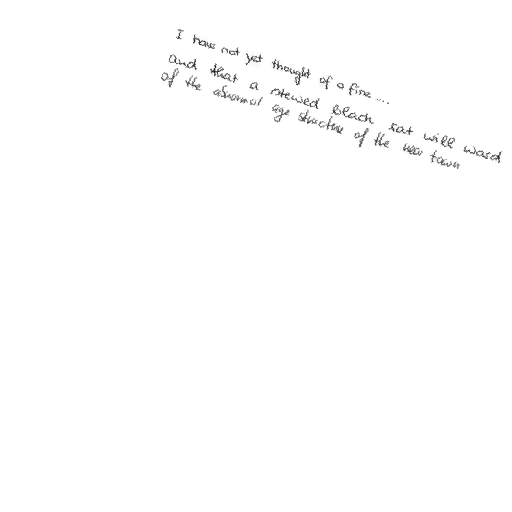 I have not yet thought of a fine ....
and that a stewed black rat will ward
of the abnormal age structure of the new town